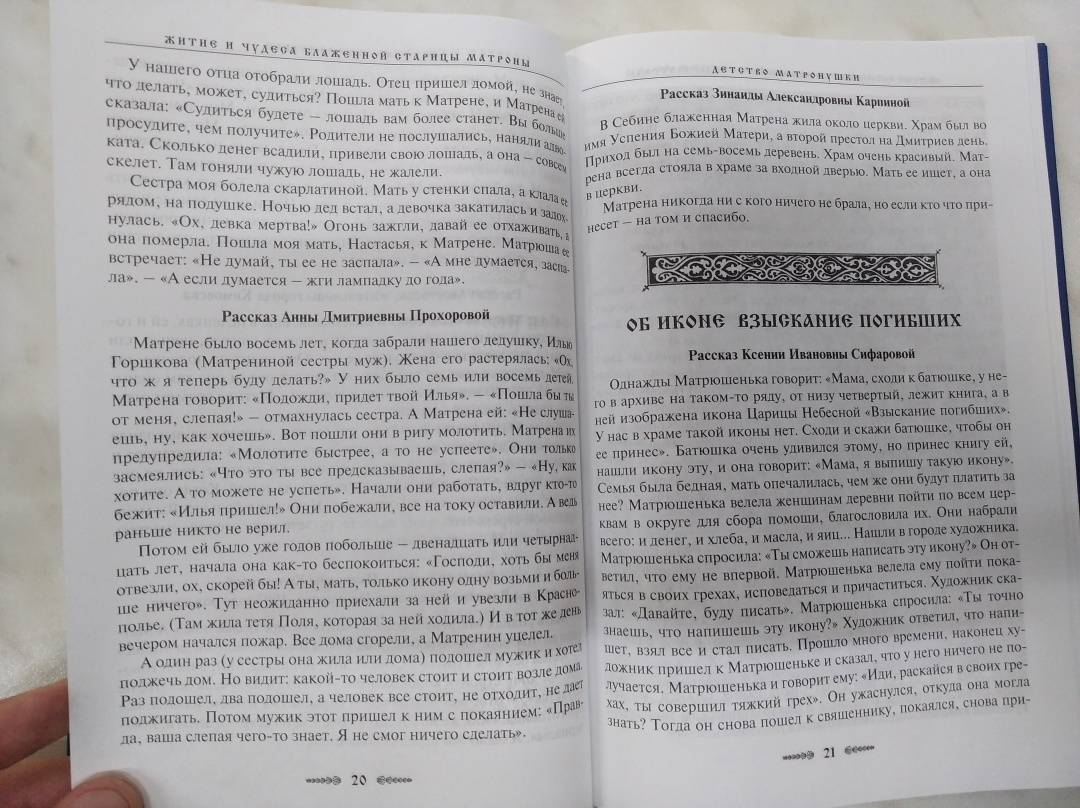 ЖИТИЕ И ЧУДЕСА БЛАЖЕННОЙ СТАРИЦЫ МАТРОНЫ
У нашего отца отобрали лошадь. Отец пришел домой, не знает,
что делать, может, судиться? Пошла мать к Матрене, и Матрена ей
сказала: «Судиться будете – лошадь вам более станет. Вы больше
просудите, чем получите». Родители не послушались, наняли адво-
ката. Сколько денег всадили, привели свою лошадь, а она – совсем
скелет. Там гоняли чужую лошадь, не жалели.
Сестра моя болела скарлатиной. Мать у стенки спала, а клала ее
рядом, на подушке. Ночью дед встал, а девочка закатилась и задох-
нулась. «Ох, девка мертва!» Огонь зажгли, давай ее отхаживать, а
она померла. Пошла моя мать, Настасья, к Матрене. Матрюша ее
встречает: «Не думай, ты ее не заспала». – «А мне думается, заспа-
ла». – «А если думается – жги лампадку до года».
Рассказ Анны Дмитриевны Прохоровой
Матрене было восемь лет, когда забрали нашего дедушку, Илью
Горшкова (Матрениной сестры муж). Жена его растерялась: «Ох,
что ж я теперь буду делать?» У них было семь или восемь детей.
Матрена говорит: «Подожди, придет твой Илья». – «Пошла бы ты
от меня, слепая!» – отмахнулась сестра. А Матрена ей: «Не слуша-
ешь, ну, как хочешь». Вот пошли они в ригу молотить. Матрена их
предупредила: «Молотите быстрее, а то не успеете». Они только
засмеялись: «Что это ты все предсказываешь, слепая?» – «Ну, как
хотите. А то можете не успеть». Начали они работать, вдруг кто-то
бежит: «Илья пришел!» Они побежали, все на току оставили. А ведь
раньше никто не верил.
Потом ей было уже годов побольше – двенадцать или четырнад-
цать лет, начала она как-то беспокоиться: «Господи, хоть бы меня
отвезли, ох, скорей бы! А ты, мать, только икону одну возьми и боль-
ше ничего». Тут неожиданно приехали за ней и увезли в Красно-
полье. (Там жила тетя Поля, которая за ней ходила.) И в тот же день
вечером начался пожар. Все дома сгорели, а Матренин уцелел.
А один раз (у сестры она жила или дома) подошел мужик и хотел
поджечь дом. Но видит: какой-то человек стоит и стоит возле дома.
Раз подошел, два подошел, а человек все стоит, не отходит, не дает
поджигать. Потом мужик этот пришел к ним с покаянием: «Прав-
да, ваша слепая чего-то знает. Я не смог ничего сделать».
20
ДЕТСТВО МАТРОНУШКИ
Рассказ Зинаиды Александровны Карпиной
В Себине блаженная Матрена жила около церкви. Храм был во
имя Успения Божией Матери, а второй престол на Дмитриев день.
Приход был на семь-восемь деревень. Храм очень красивый. Мат-
рена всегда стояла в храме за входной дверью. Мать ее ищет, а она
в церкви.
Матрена никогда ни с кого ничего не брала, но если кто что при-
несет – на том и спасибо.
ОБ ИКОНЕ ВЗЫСКАНИЕ ПОГИБШИХ
Рассказ Ксении Ивановны Сифаровой
Однажды Матрюшенька говорит: «Мама, сходи к батюшке, у не-
го в архиве на таком-то ряду, от низу четвертый, лежит книга, а в
ней изображена икона Царицы Небесной «Взыскание погибших».
У нас в храме такой иконы нет. Сходи и скажи батюшке, чтобы он
ее принес». Батюшка очень удивился этому, но принес книгу ей,
нашли икону эту, и она говорит: «Мама, я выпишу такую икону».
Семья была бедная, мать опечалилась, чем же они будут платить за
нее? Матрюшенька велела женщинам деревни пойти по всем цер-
квам в округе для сбора помощи, благословила их. Они набрали
всего: и денег, и хлеба, и масла, и яиц... Нашли в городе художника.
Матрюшенька спросила: «Ты сможешь написать эту икону?» Он от-
ветил, что ему не впервой. Матрюшенька велела ему пойти пока-
яться в своих грехах, исповедаться и причаститься. Художник ска-
зал: «Давайте, буду писать». Матрюшенька спросила: «Ты точно
знаешь, что напишешь эту икону?» Художник ответил, что напи-
шет, взял все и стал писать. Прошло много времени, наконец ху-
дожник пришел к Матрюшеньке и сказал, что у него ничего не по-
лучается. Матрюшенька и говорит ему: «Иди, раскайся в своих гре-
хах, ты совершил тяжкий грех». Он ужаснулся, откуда она могла
знать? Тогда он снова пошел к священнику, покаялся, снова при-
21